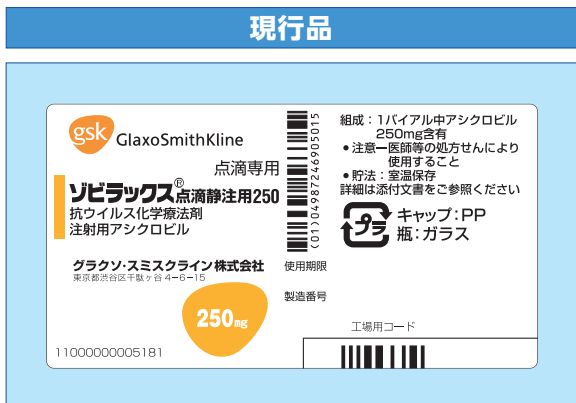 現行品
gsk GlaxoSmithKline
点滴専用
ゾビラックス®点滴静注用250
抗ウイルス化学療法剤
注射用アシクロビル
グラクソ・スミスクライン株式会社
東京都渋谷区千駄ヶ谷4-6-15
250mg
11000000005181
(01)04987246905015
使用期限
製造番号
組成：1バイアル中アシクロビル
250mg含有
●注意ー医師等の処方せんにより
使用すること
●貯法：室温保存
詳細は添付文書をご参照ください
プラ
キャップ：PP
瓶：ガラス
工場用コード